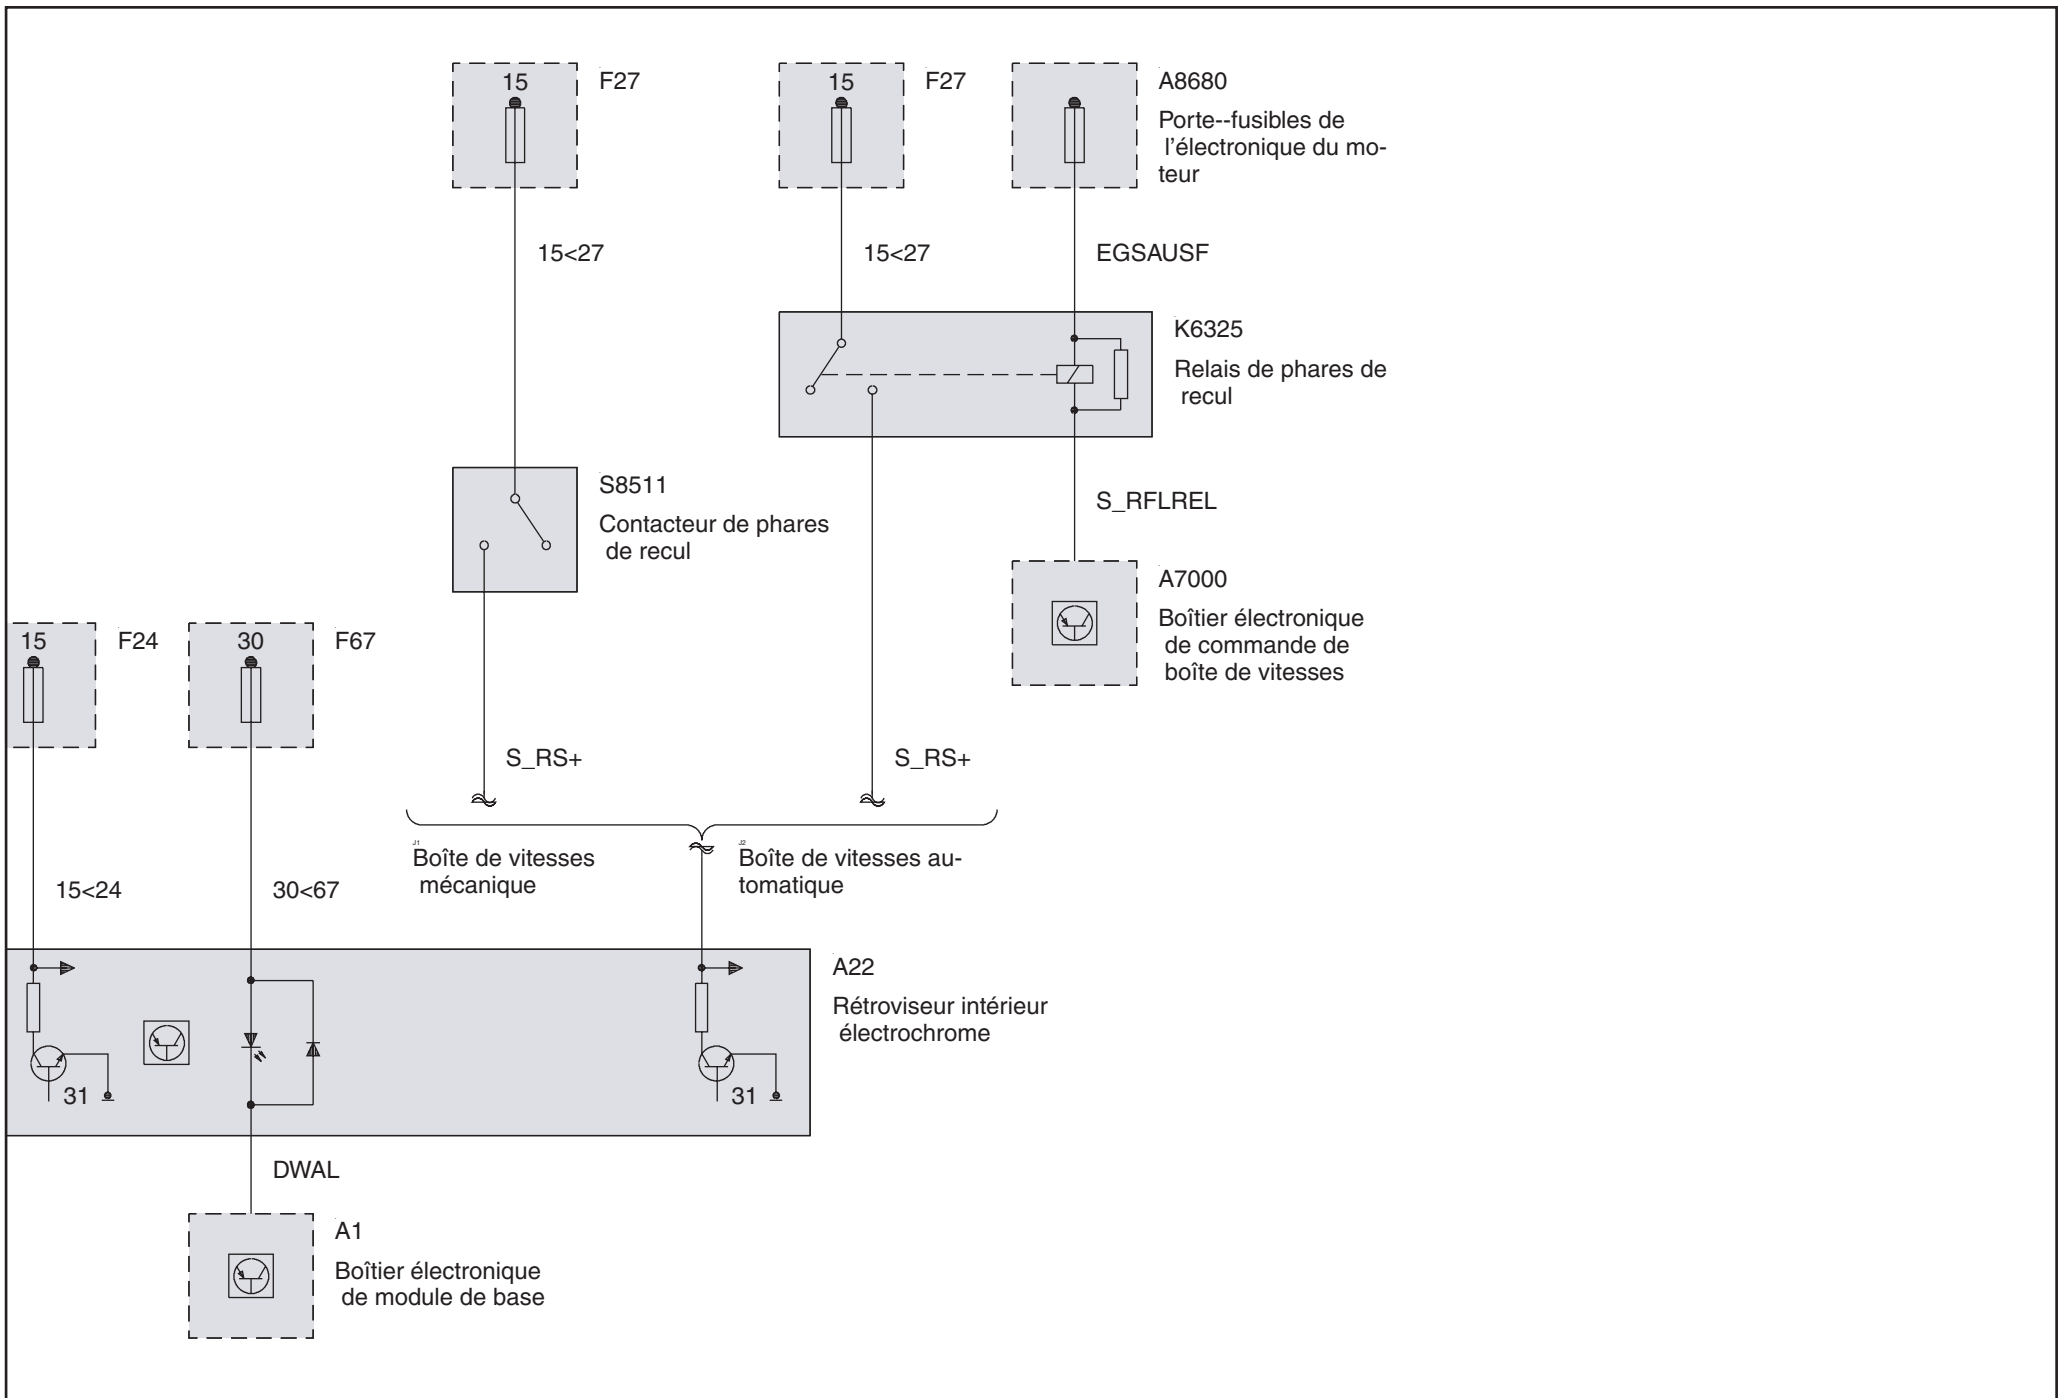 15
F27
15
F27
A8680
Porte--fusibles de
l'électronique du mo-
teur
15<27
15<27
EGSAUSF
K6325
Relais de phares de
recul
S8511
Contacteur de phares
de recul
S_RFLREL
A7000
Boîtier électronique
de commande de
boîte de vitesses
15
F24
30
F67
S_RS+
S_RS+
J1
Boîte de vitesses
mécanique
J2
Boîte de vitesses au-
tomatique
15<24
30<67
A22
Rétroviseur intérieur
électrochrome
31
31
DWAL
A1
Boîtier électronique
de module de base